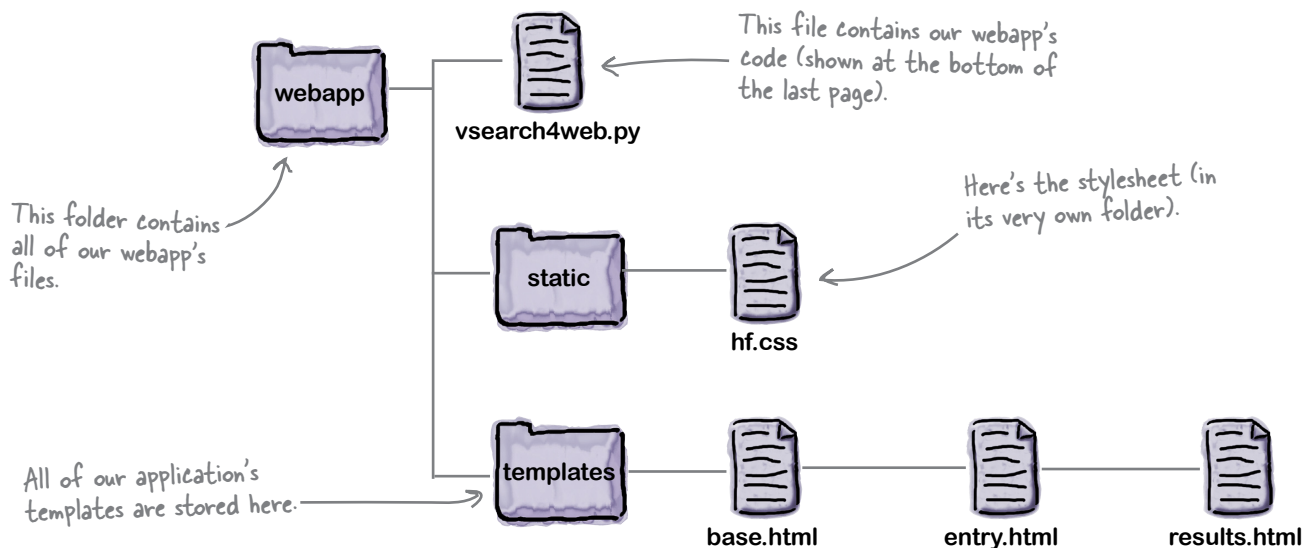 This file contains our webapp's
code (shown at the bottom of
the last page).
webapp
vsearch4web.py
Here's the stylesheet (in
its very own folder).
This folder contains
all of our webapp's
files.
static
hf.css
All of our application's
templates are stored here.
templates
base.html
entry.html
results.html